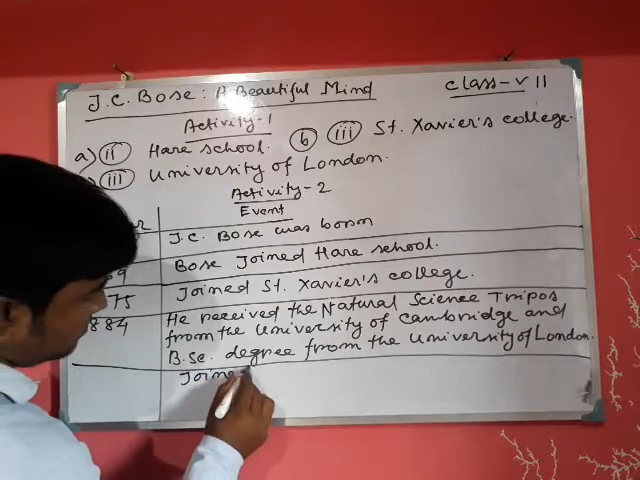 J.C. Bose: A Beautiful Mind
Class-VII
Activity-1
a) (ii) Hare school. (b) (iii) St. Xavier's college.
(iii) University of London.
Activity-2
Event
J.C. Bose was born
69 Bose Joined Hare school.
75 Joined St. Xavier's college.
884 He received the Natural Science Tripos
from the University of Cambridge and
B.Sc. degree from the University of London.
Joine